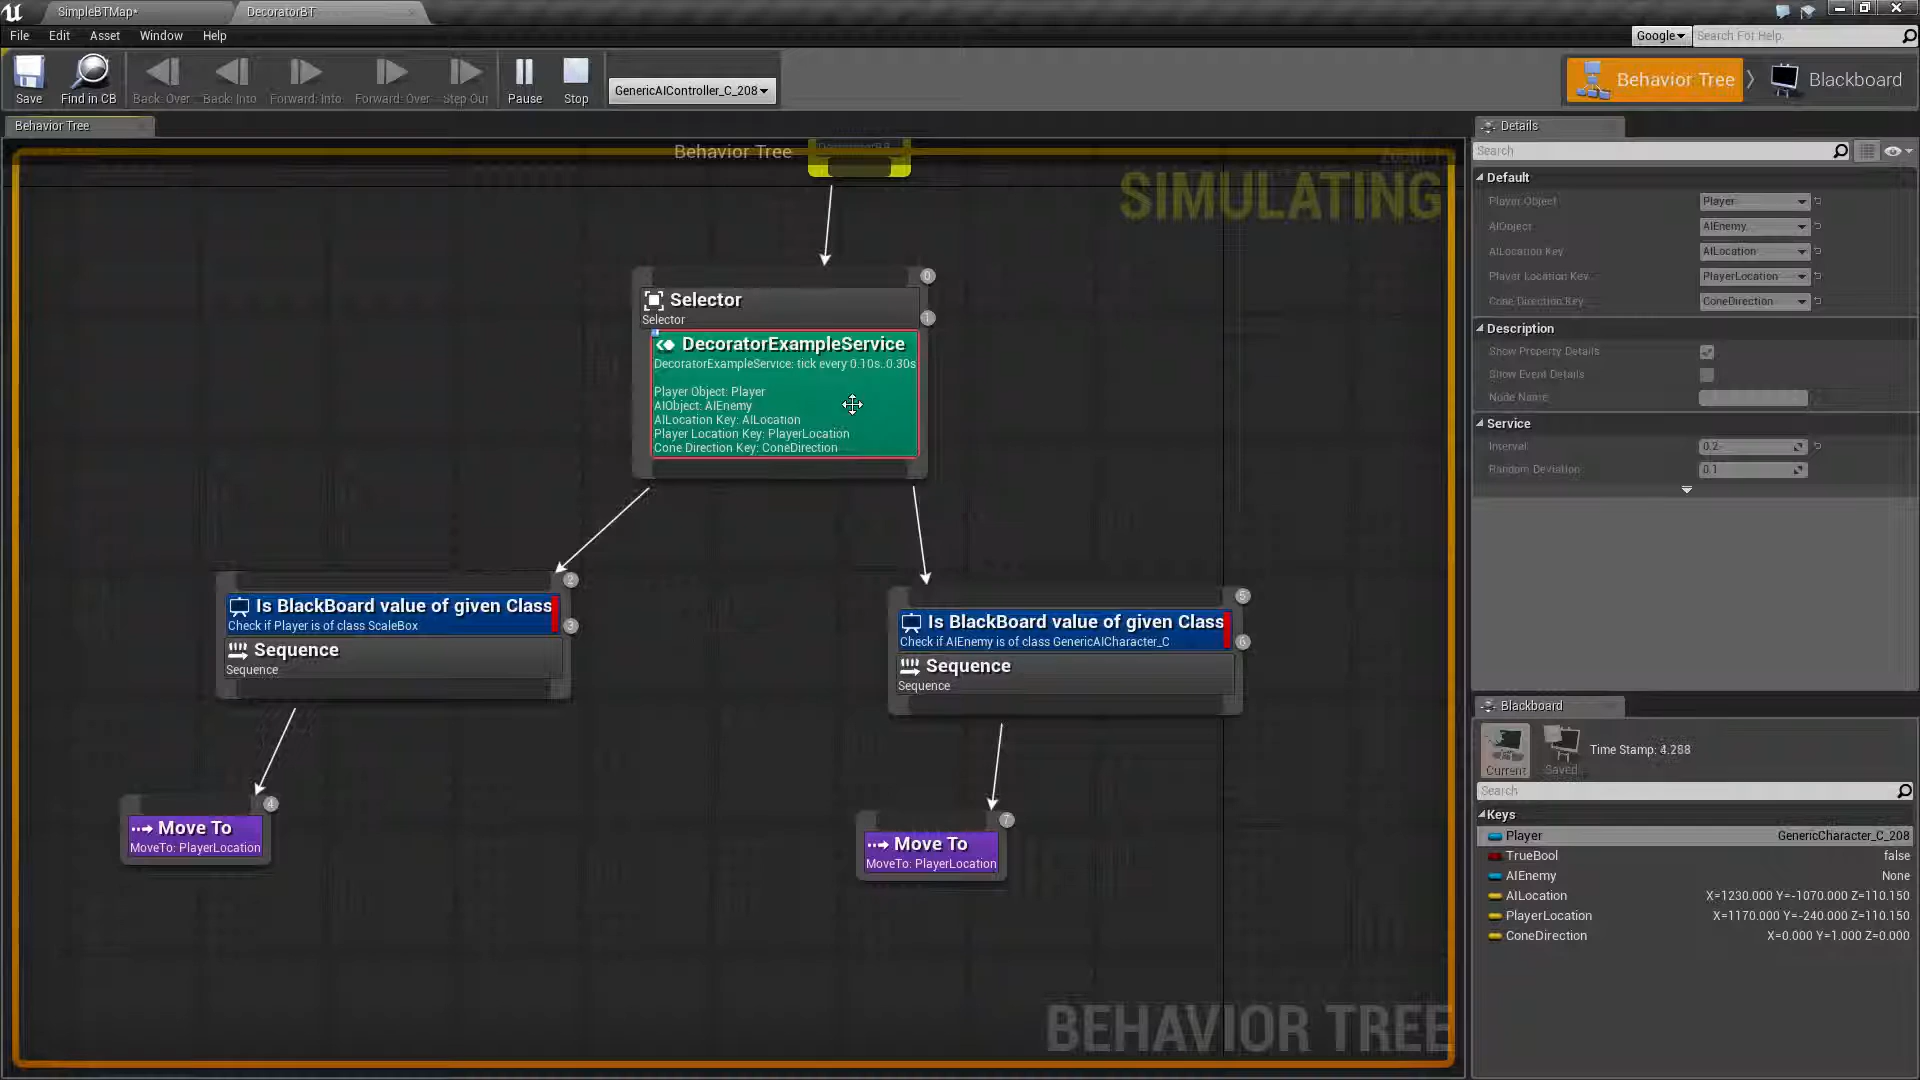 SimpleBTMap*
DecoratorBT
File Edit Asset Window Help
Google
Search For Help
Save
Find in CB
Back: Over
Back: Into
Forward: Into
Forward: Over
Step Out
Pause
Stop
GenericAIController_C_208
Behavior Tree
Blackboard
Behavior Tree
Behavior Tree
SIMULATING
0
Selector
Selector
1
DecoratorExampleService
DecoratorExampleService: tick every 0.10s..0.30s
Player Object: Player
AIObject: AIEnemy
AILocation Key: AILocation
Player Location Key: PlayerLocation
Cone Direction Key: ConeDirection
2
Is BlackBoard value of given Class
Check if Player is of class ScaleBox
3
Sequence
Sequence
5
Is BlackBoard value of given Class
Check if AIEnemy is of class GenericAICharacter_C
6
Sequence
Sequence
4
Move To
MoveTo: PlayerLocation
7
Move To
MoveTo: PlayerLocation
BEHAVIOR TREE
Details
Search
Default
Player Object Player
AIObject AIEnemy
AILocation Key AILocation
Player Location Key PlayerLocation
Cone Direction Key ConeDirection
Description
Show Property Details
Show Event Details
Node Name
Service
Interval 0.2
Random Deviation 0.1
Blackboard
Current
Saved
Time Stamp: 4.288
Search
Keys
Player GenericCharacter_C_208
TrueBool false
AIEnemy None
AILocation X=1230.000 Y=-1070.000 Z=110.150
PlayerLocation X=1170.000 Y=-240.000 Z=110.150
ConeDirection X=0.000 Y=1.000 Z=0.000